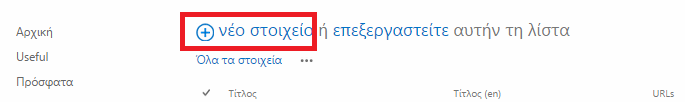 Αρχική
Useful
Πρόσφατα
νέο στοιχείο ή επεξεργαστείτε αυτήν τη λίστα
Όλα τα στοιχεία ...
Τίτλος Τίτλος (en) URLs